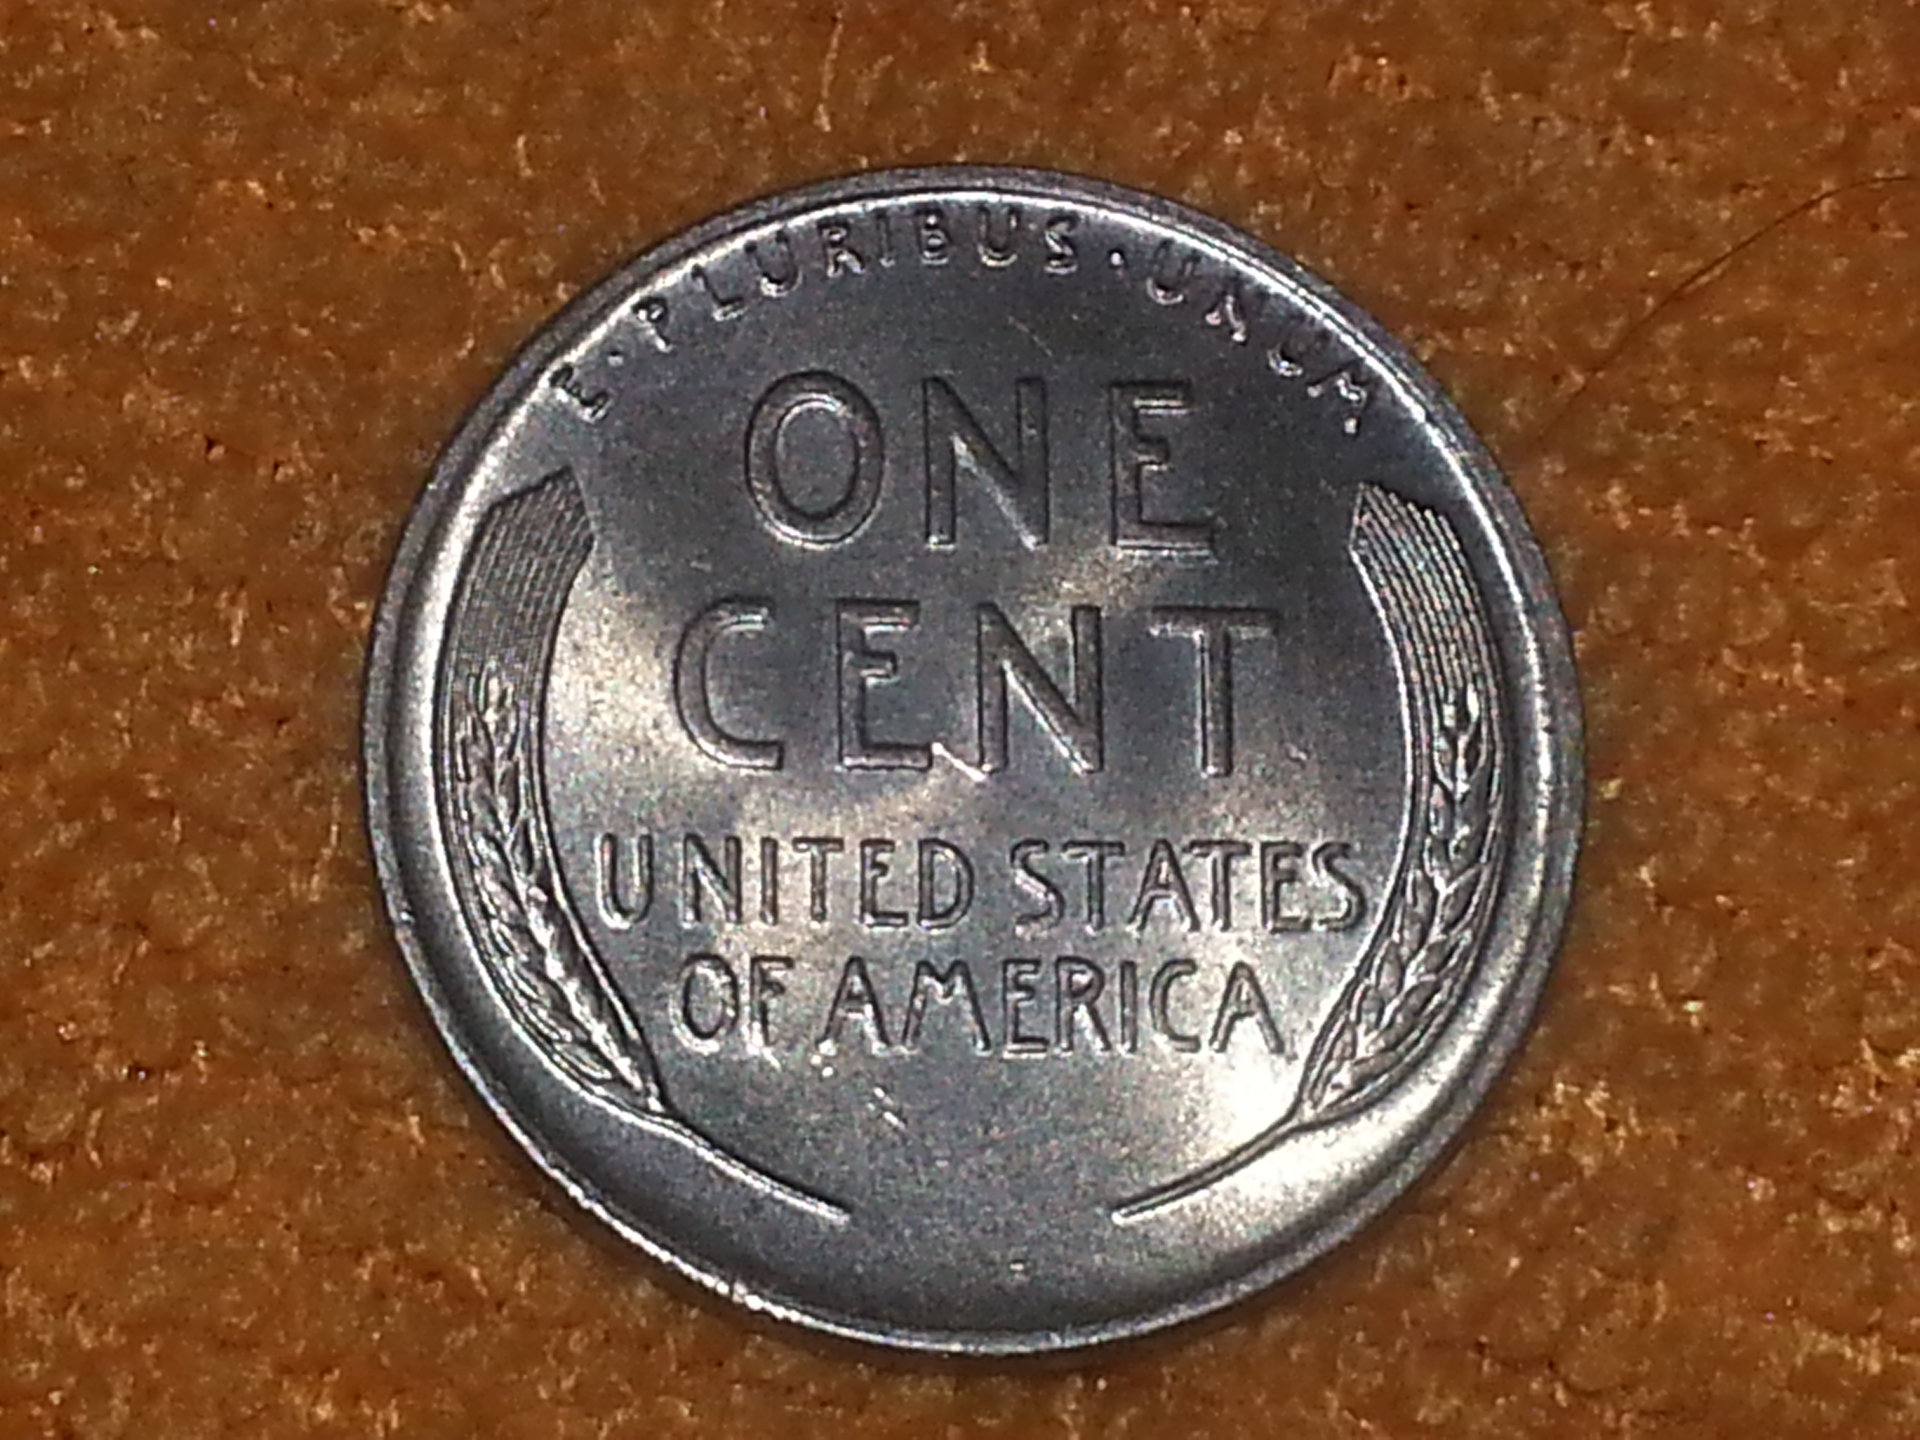 E·PLURIBUS·UNUM
ONE
CENT
UNITED STATES
OF AMERICA